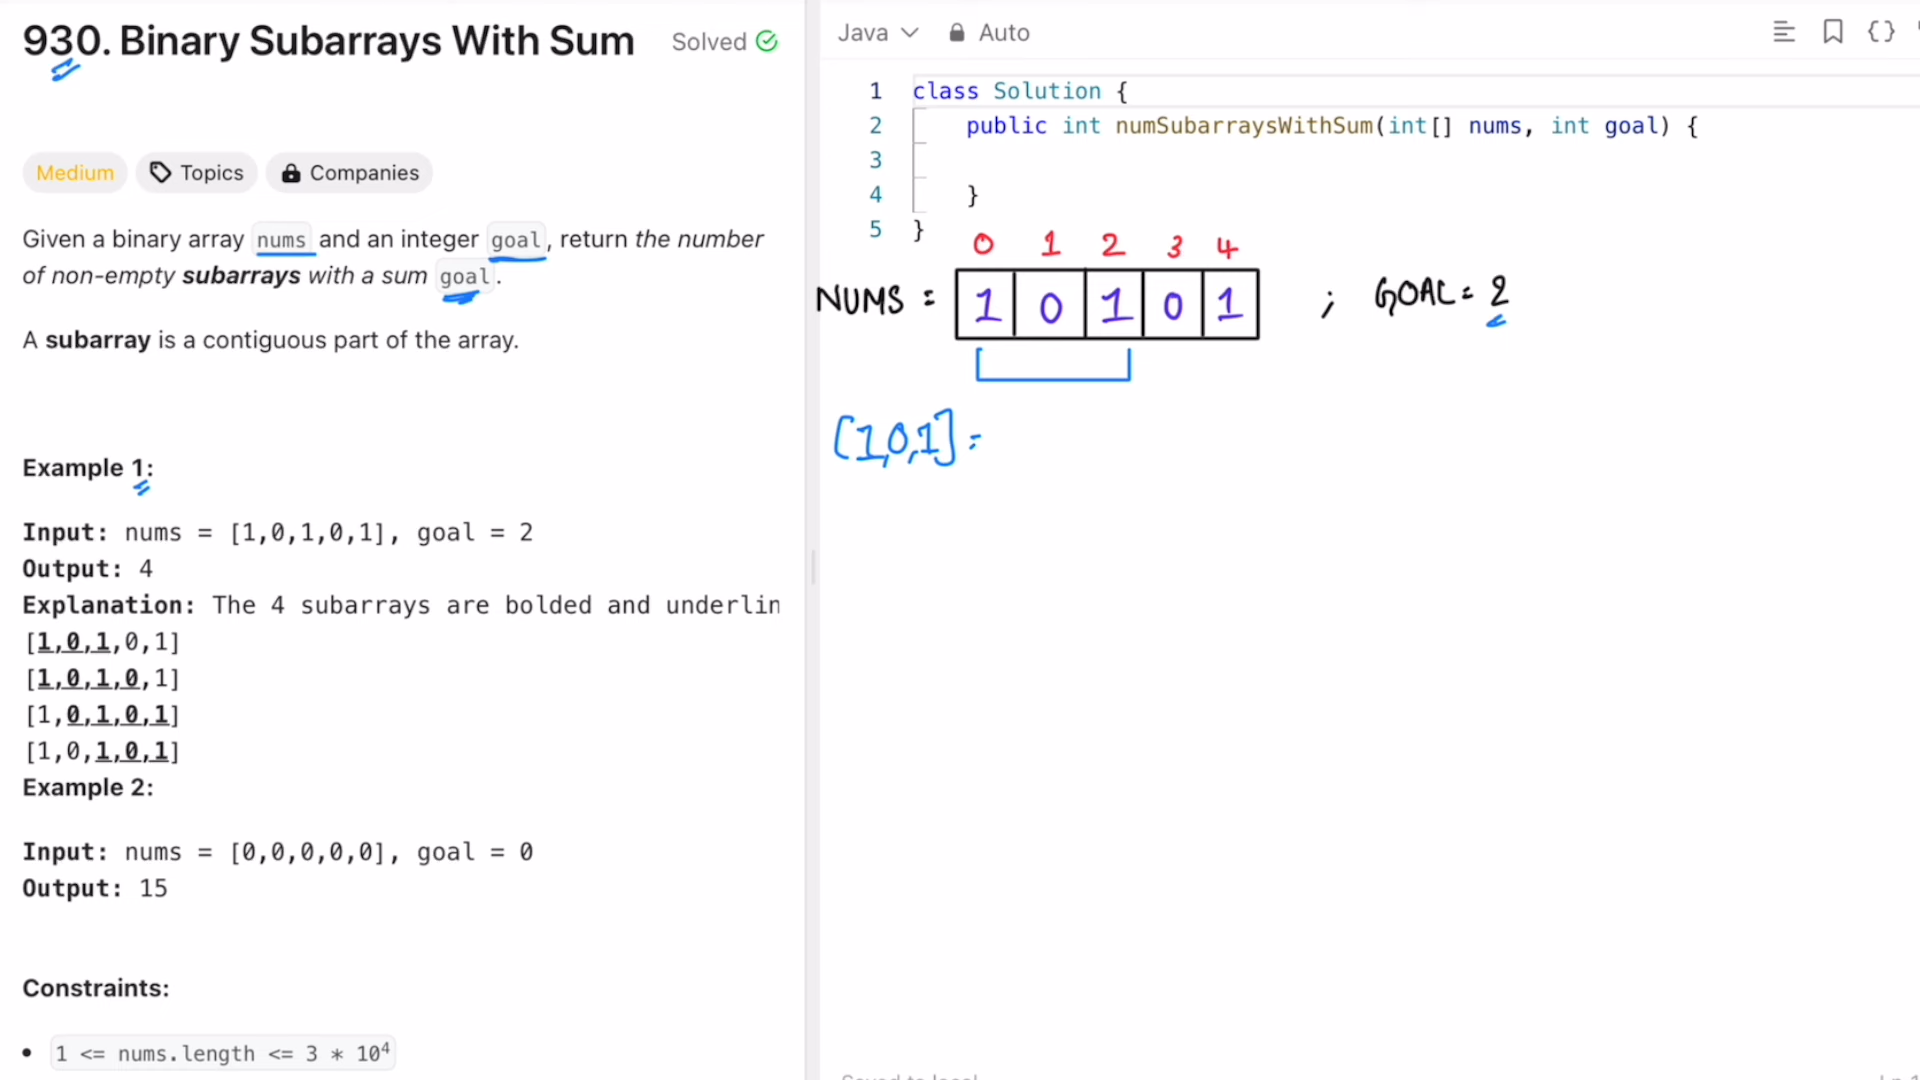 930. Binary Subarrays With Sum
Solved
Medium
Topics
Companies
Given a binary array nums and an integer goal, return the number
of non-empty subarrays with a sum goal.
A subarray is a contiguous part of the array.
Example 1:
Input: nums = [1,0,1,0,1], goal = 2
Output: 4
Explanation: The 4 subarrays are bolded and underlin
[1,0,1,0,1]
[1,0,1,0,1]
[1,0,1,0,1]
[1,0,1,0,1]
Example 2:
Input: nums = [0,0,0,0,0], goal = 0
Output: 15
Constraints:
• 1 <= nums.length <= 3 * 10⁴
Java
Auto
{}
1 class Solution {
2 public int numSubarraysWithSum(int[] nums, int goal) {
3
4 }
5 }
0 1 2 3 4
NUMS = 1 0 1 0 1 ; GOAL = 2
[1,0,1] =